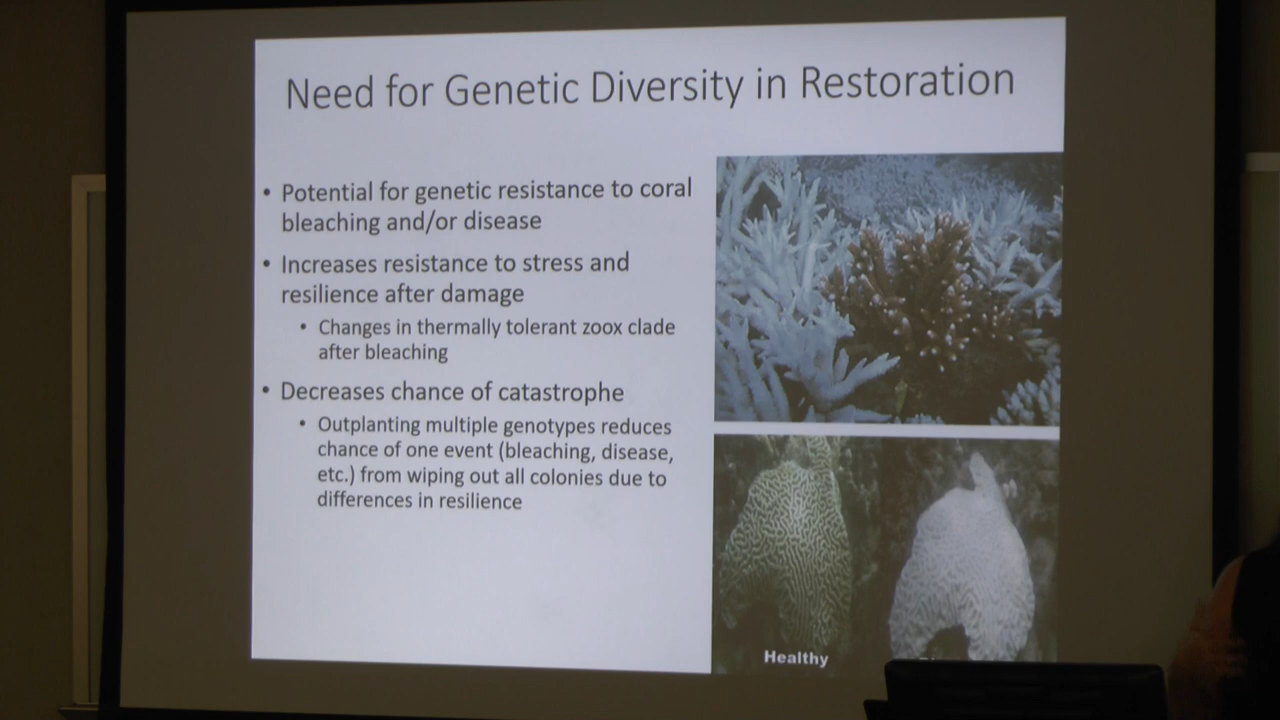 Need for Genetic Diversity in Restoration
• Potential for genetic resistance to coral
bleaching and/or disease
• Increases resistance to stress and
resilience after damage
• Changes in thermally tolerant zoox clade
after bleaching
• Decreases chance of catastrophe
• Outplanting multiple genotypes reduces
chance of one event (bleaching, disease,
etc.) from wiping out all colonies due to
differences in resilience
Healthy